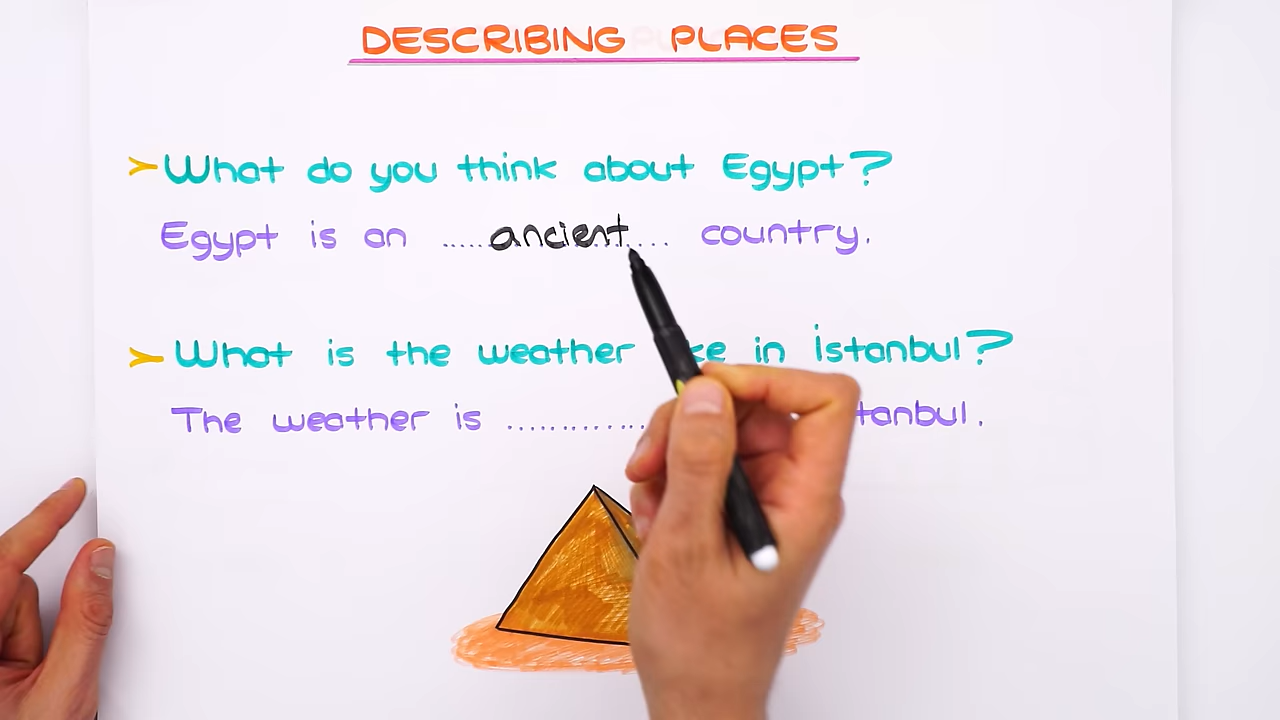 DESCRIBING PLACES
➢ What do you think about Egypt?
Egypt is an .....ancient.... country.
➢ What is the weather ke in İstanbul?
The weather is ............. tanbul.